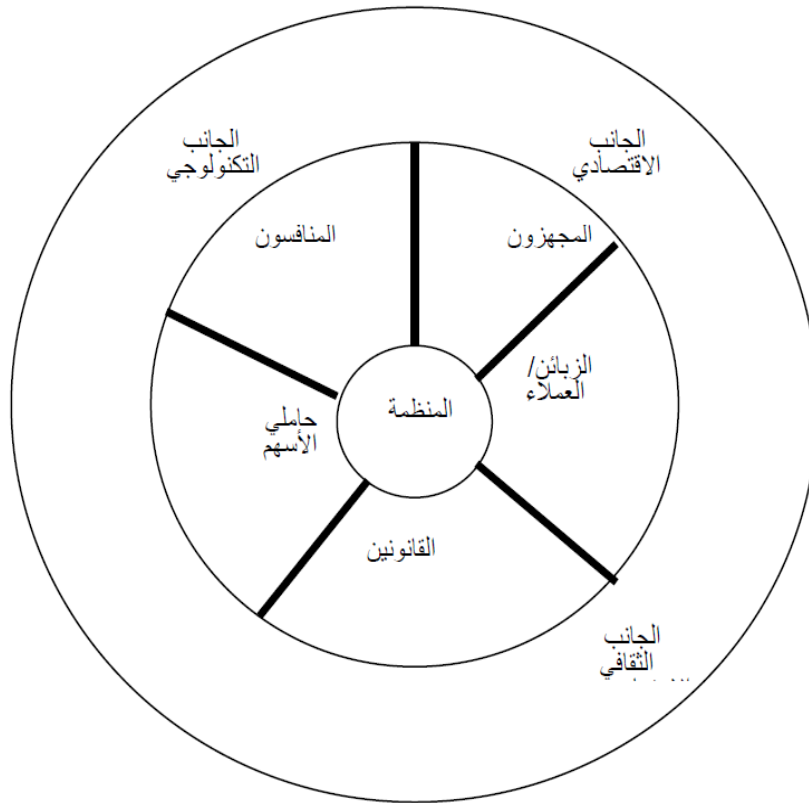 الجانب
التكنولوجي
الجانب
الاقتصادي
المنافسون
المجهزون
الزبائن/
العملاء
المنظمة
حاملي
الأسهم
القانونين
الجانب
الثقافي